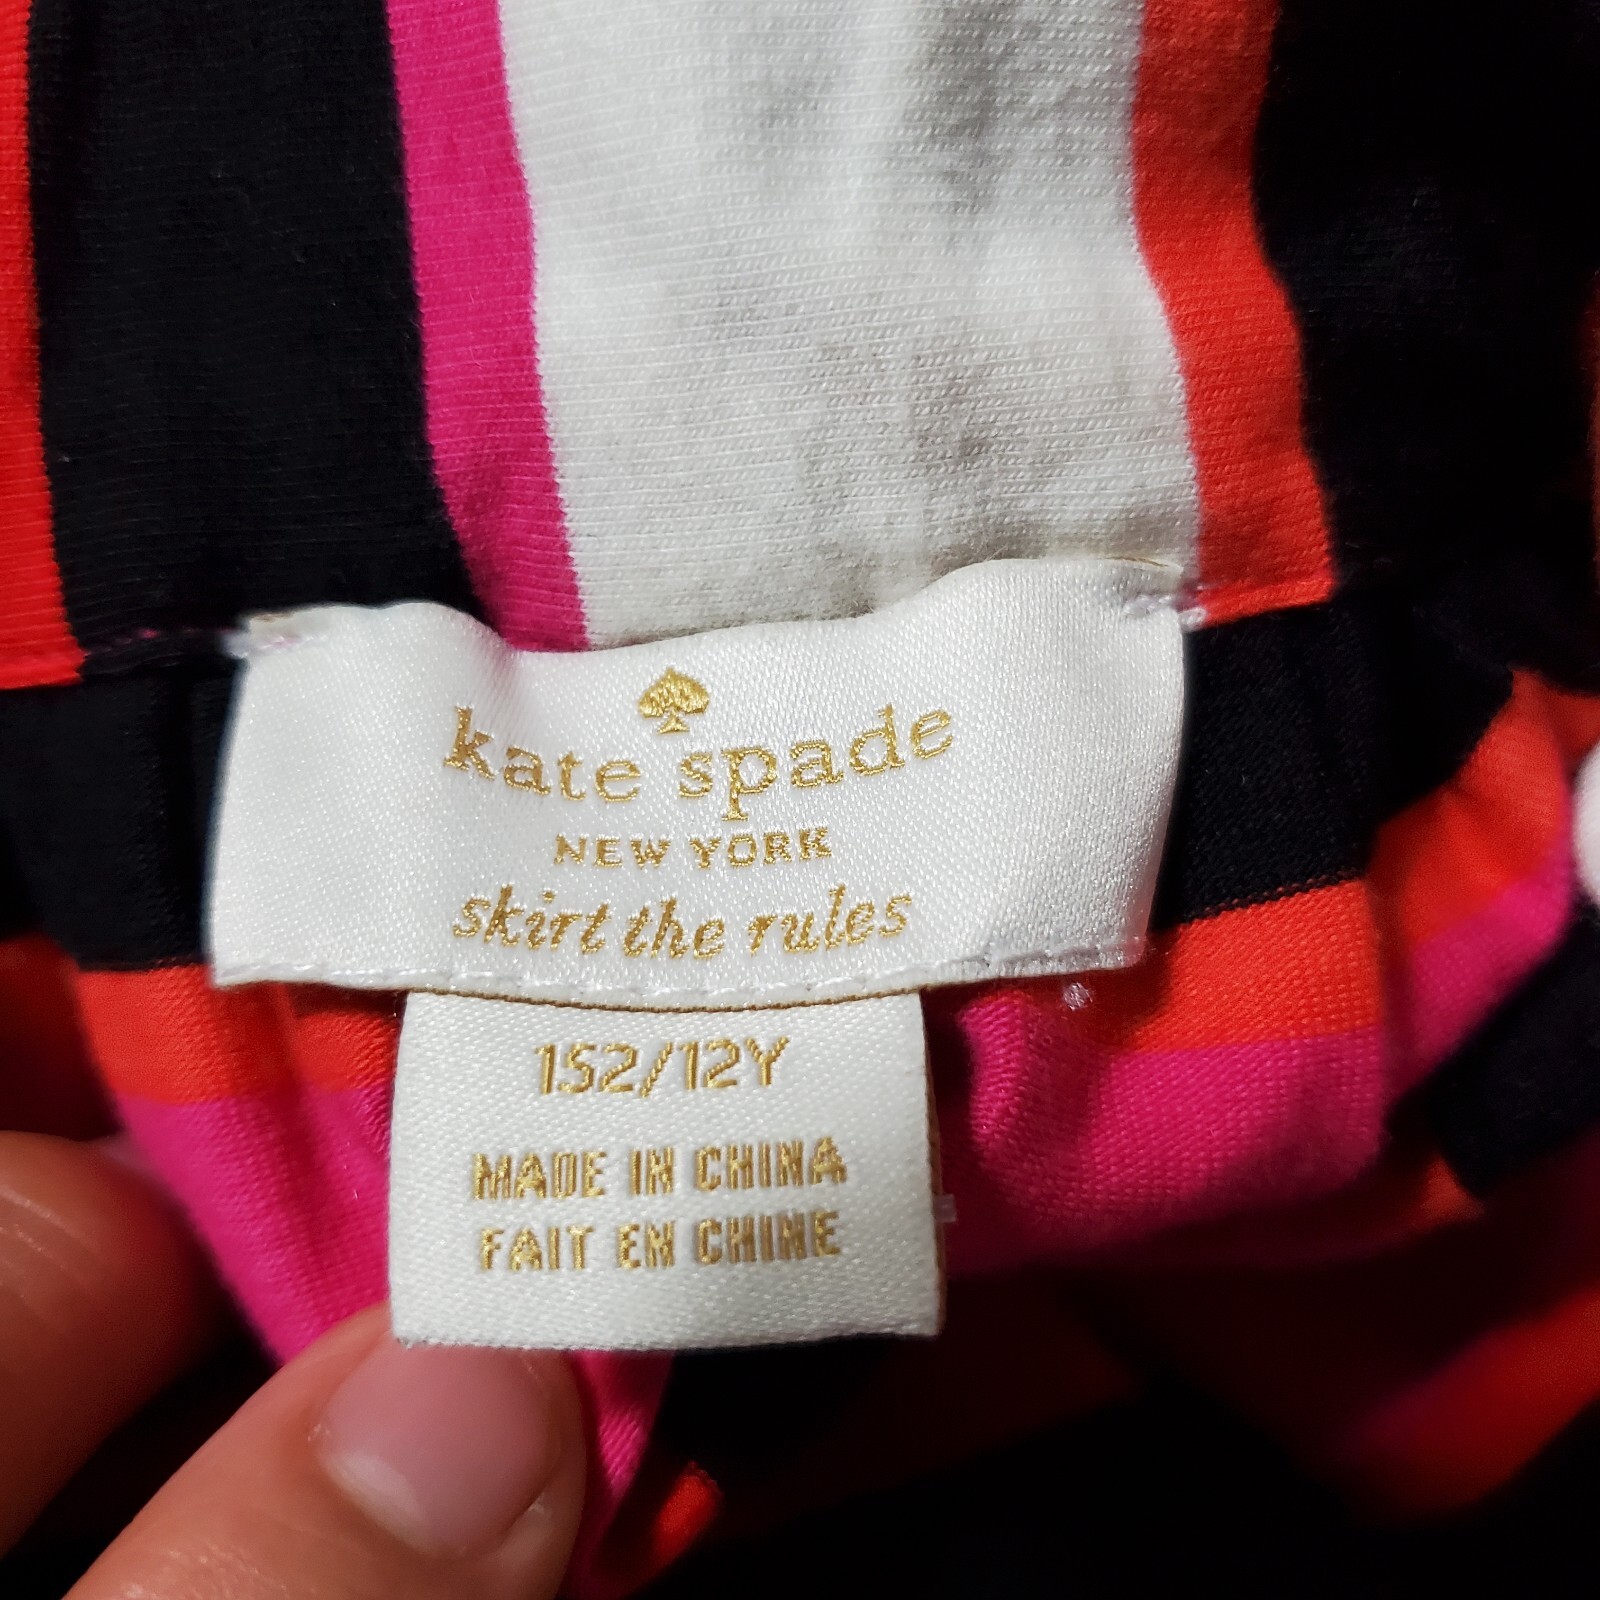 kate spade
NEW YORK
skirt the rules
152/12Y
MADE IN CHINA
FAIT EN CHINE